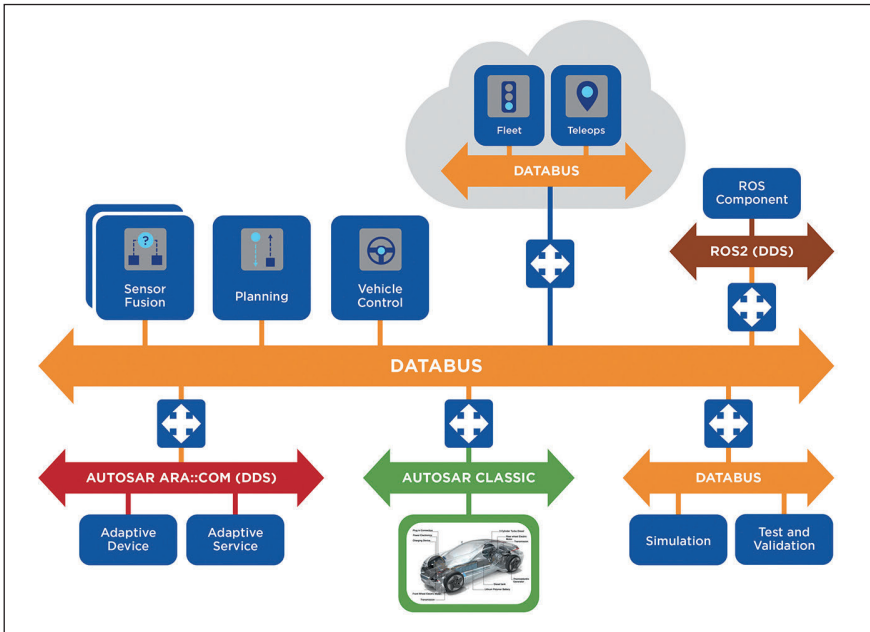 Fleet
Teleops
DATABUS
ROS
Component
ROS2 (DDS)
?
Sensor
Fusion
Planning
Vehicle
Control
DATABUS
AUTOSAR ARA::COM (DDS)
AUTOSAR CLASSIC
DATABUS
Adaptive
Device
Adaptive
Service
Simulation
Test and
Validation
Transmission